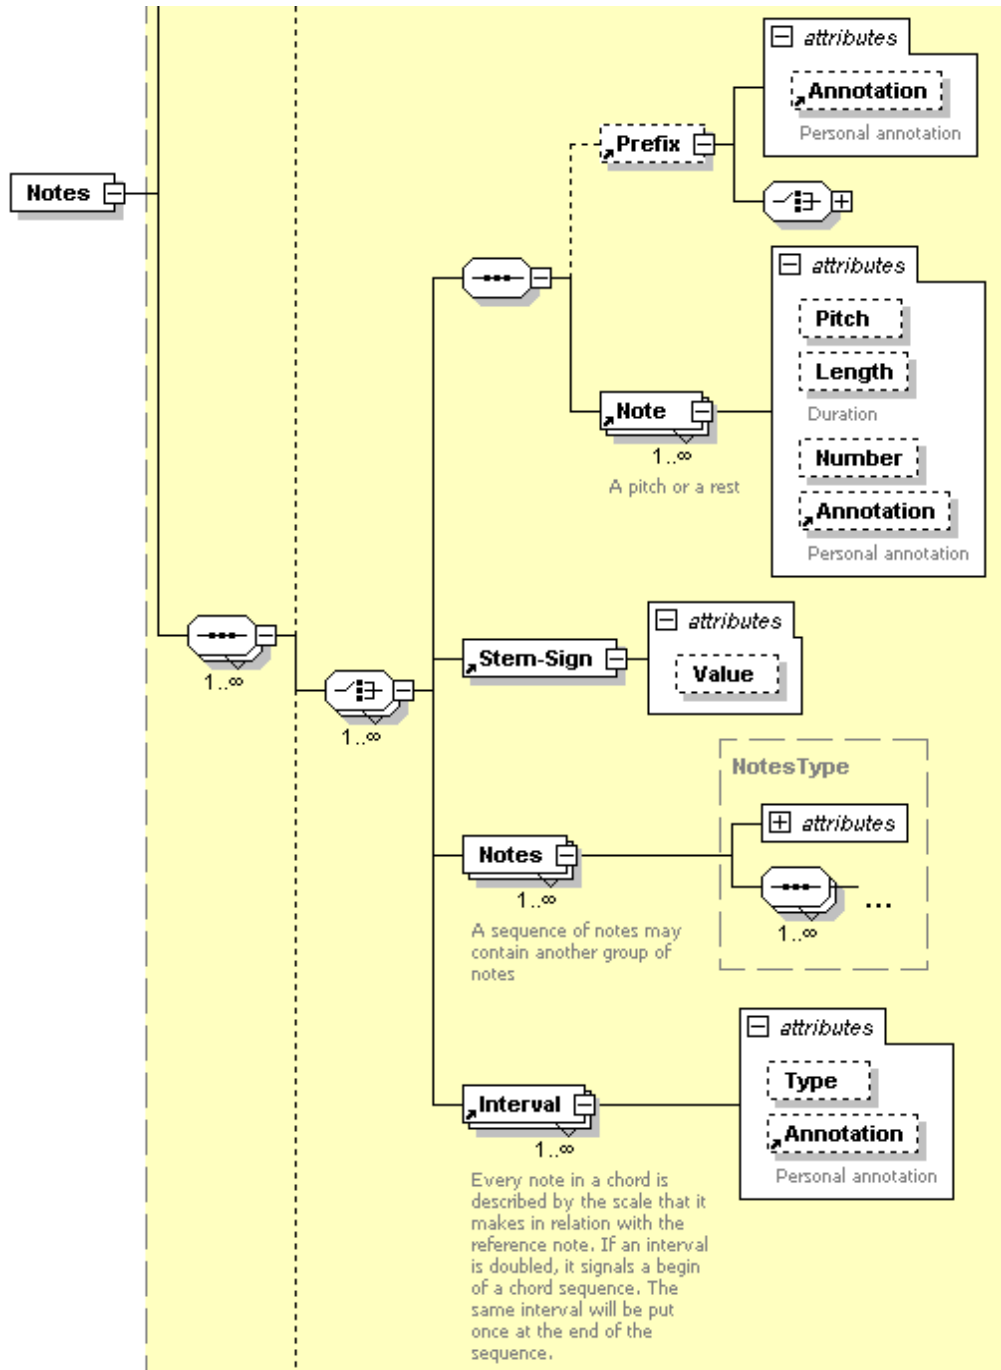 attributes
Annotation
Personal annotation
Prefix
Notes
attributes
Pitch
Length
Duration
Note
1..∞
A pitch or a rest
Number
Annotation
Personal annotation
attributes
Stem-Sign
Value
1..∞
1..∞
NotesType
attributes
Notes
1..∞
...
1..∞
A sequence of notes may
contain another group of
notes
attributes
Type
Interval
Annotation
1..∞
Personal annotation
Every note in a chord is
described by the scale that it
makes in relation with the
reference note. If an interval
is doubled, it signals a begin
of a chord sequence. The
same interval will be put
once at the end of the
sequence.